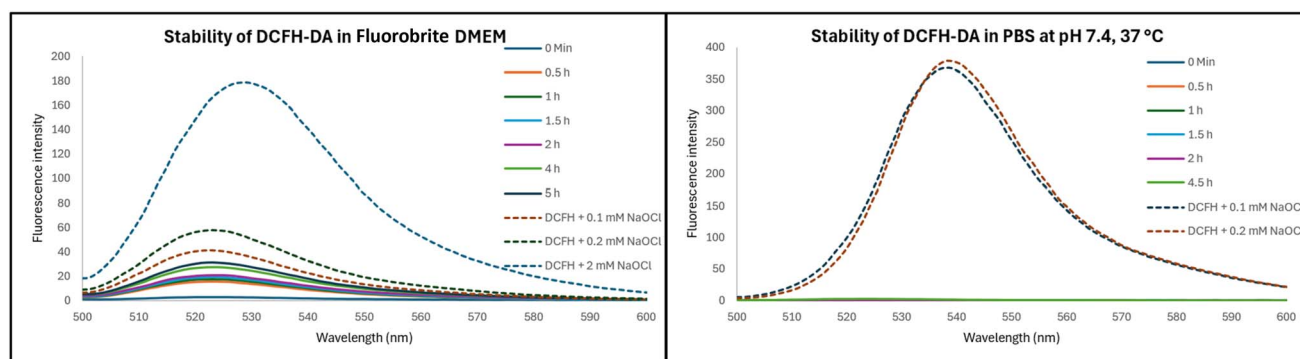 Stability of DCFH-DA in Fluorobrite DMEM
Fluorescence intensity
200
180
160
140
120
100
80
60
40
20
0
500 510 520 530 540 550 560 570 580 590 600
Wavelength (nm)
0 Min
0.5 h
1 h
1.5 h
2 h
4 h
5 h
DCFH + 0.1 mM NaOCl
DCFH + 0.2 mM NaOCl
DCFH + 2 mM NaOCl
Stability of DCFH-DA in PBS at pH 7.4, 37 °C
Fluorescence intensity
400
350
300
250
200
150
100
50
0
500 510 520 530 540 550 560 570 580 590 600
Wavelength (nm)
0 Min
0.5 h
1 h
1.5 h
2 h
4.5 h
DCFH + 0.1 mM NaOC
DCFH + 0.2 mM NaOC